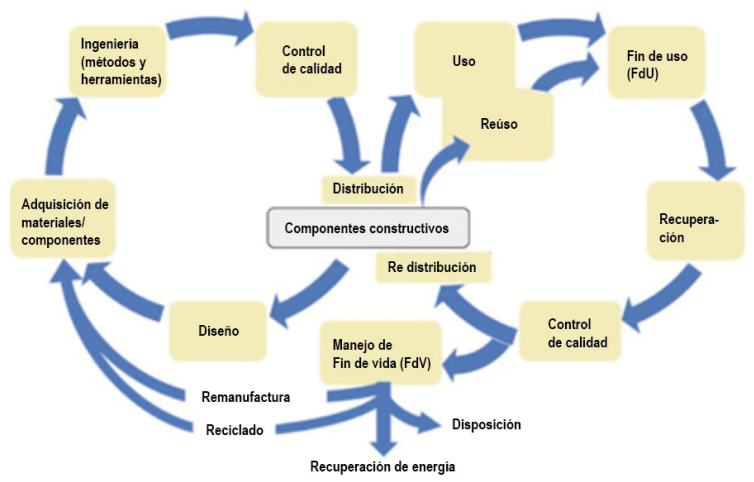 Ingeniería
(métodos y
herramientas)
Control
de calidad
Uso
Fin de uso
(FdU)
Reúso
Distribución
Adquisición de
materiales/
componentes
Componentes constructivos
Recupera-
ción
Re distribución
Diseño
Manejo de
Fin de vida (FdV)
Control
de calidad
Remanufactura
Reciclado
Disposición
Recuperación de energía